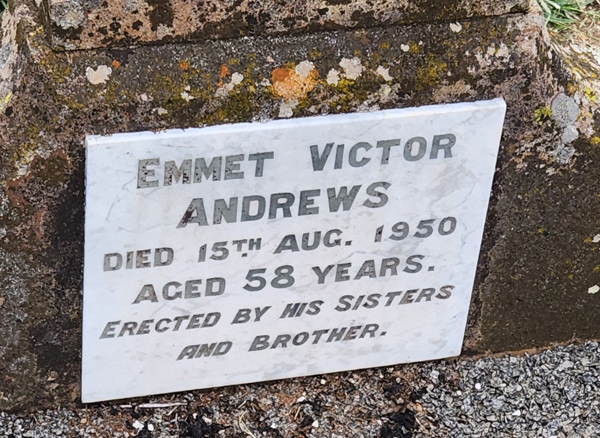 EMMET VICTOR
ANDREWS
DIED 15TH AUG. 1950
AGED 58 YEARS.
ERECTED BY HIS SISTERS
AND BROTHER.